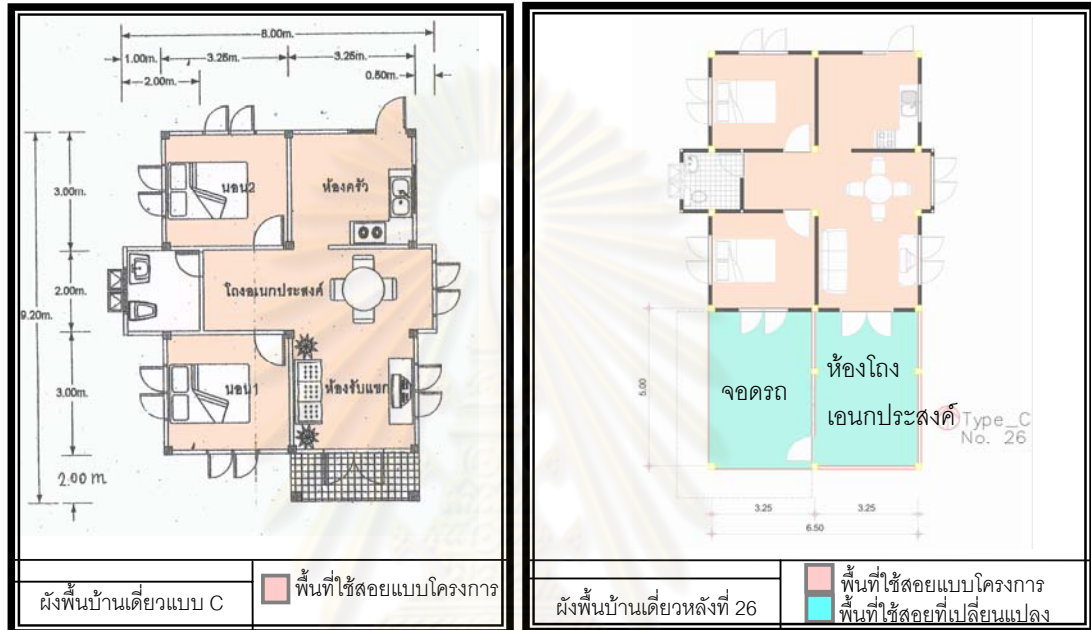 8.00m.
1.00m.
3.25m.
3.25m.
2.00m.
0.50m.
นอน2
ห้องครัว
3.00m.
2.00m.
โถงอเนกประสงค์
9.20m.
3.00m.
นอน1
ห้องรับแขก
2.00 m.
ผังพื้นบ้านเดี่ยวแบบ C
พื้นที่ใช้สอยแบบโครงการ
5.00
จอดรถ
ห้องโถง
เอนกประสงค์
Type_C
No. 26
3.25
3.25
6.50
ผังพื้นบ้านเดี่ยวหลังที่ 26
พื้นที่ใช้สอยแบบโครงการ
พื้นที่ใช้สอยที่เปลี่ยนแปลง